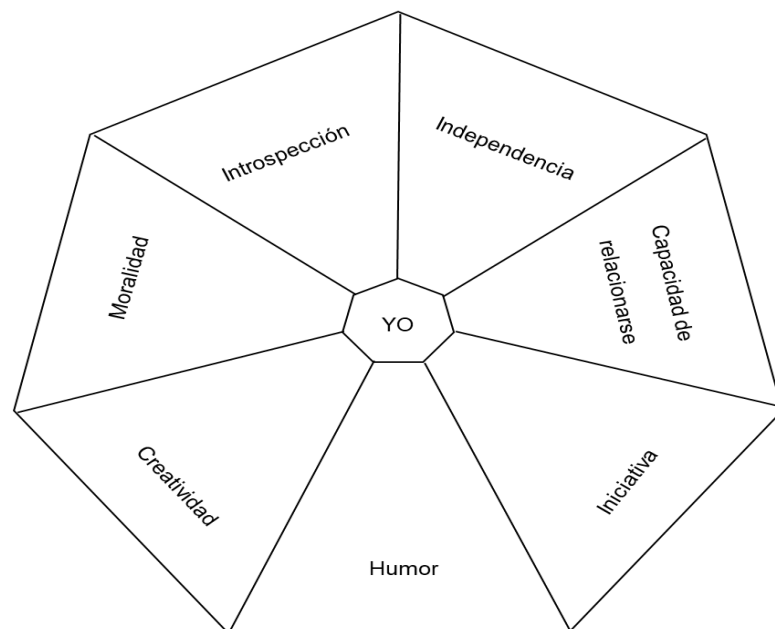 Introspección
Independencia
Capacidad de
relacionarse
Moralidad
YO
Creatividad
Iniciativa
Humor